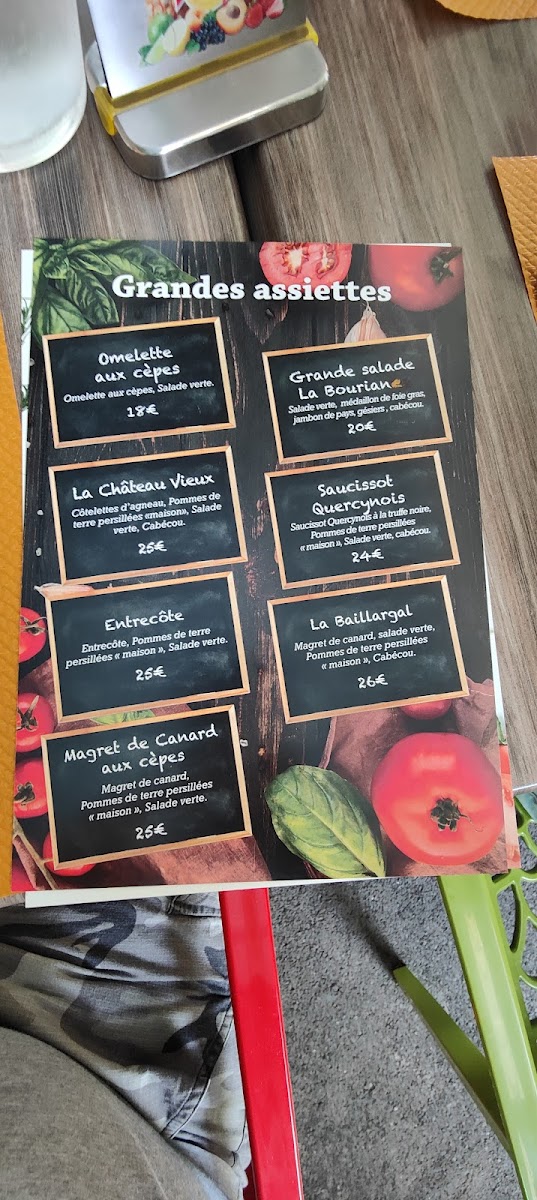 Grandes assiettes
Omelette
aux cèpes
Omelette aux cèpes, Salade verte.
18€
La Château Vieux
Côtelettes d'agneau, Pommes de
terre persillées «maison», Salade
verte, Cabécou.
25€
Entrecôte
Entrecôte, Pommes de terre
persillées « maison », Salade verte.
25€
Magret de Canard
aux cèpes
Magret de canard,
Pommes de terre persillées
« maison », Salade verte.
25€
Grande salade
La Bouriane
Salade verte, médaillon de foie gras,
jambon de pays, gésiers, cabécou.
20€
Saucissot
Quercynois
Saucissot Quercynois à la truffe noire,
Pommes de terre persillées
« maison », Salade verte, cabécou.
24€
La Baillargal
Magret de canard, salade verte,
Pommes de terre persillées
« maison », Cabécou.
26€